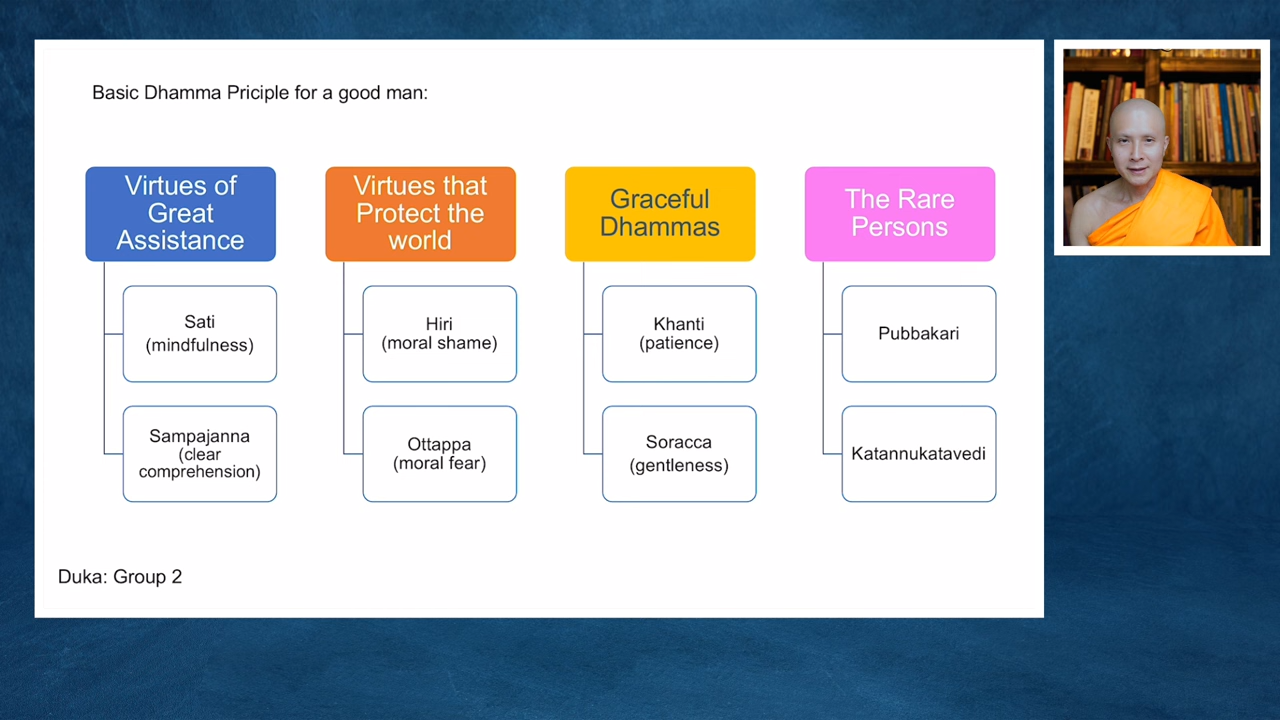 Basic Dhamma Priciple for a good man:
Virtues of
Great
Assistance
Virtues that
Protect the
world
Graceful
Dhammas
The Rare
Persons
Sati
(mindfulness)
Hiri
(moral shame)
Khanti
(patience)
Pubbakari
Sampajanna
(clear
comprehension)
Ottappa
(moral fear)
Soracca
(gentleness)
Katannukatavedi
Duka: Group 2